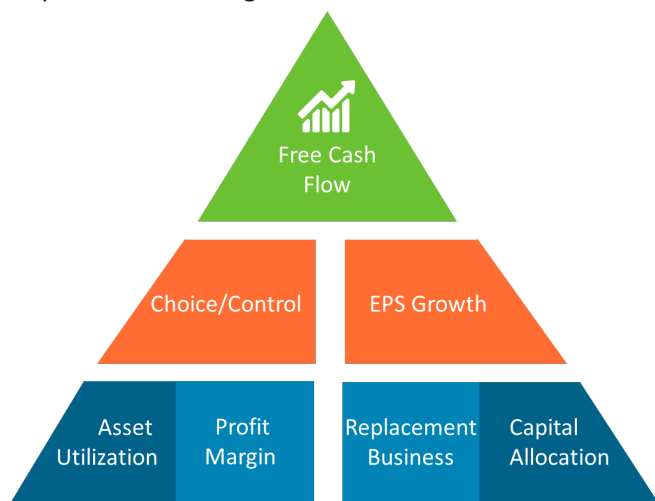 Free Cash
Flow
Choice/Control
EPS Growth
Asset
Utilization
Profit
Margin
Replacement
Business
Capital
Allocation